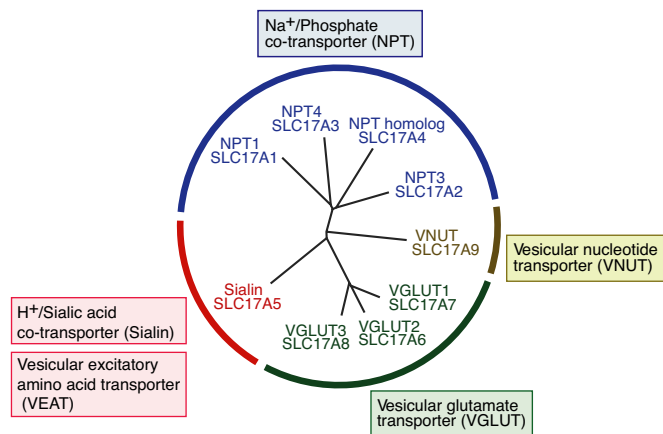 Na+/Phosphate
co-transporter (NPT)
NPT4
SLC17A3
NPT homolog
SLC17A4
NPT1
SLC17A1
NPT3
SLC17A2
VNUT
SLC17A9
Vesicular nucleotide
transporter (VNUT)
Sialin
SLC17A5
VGLUT1
SLC17A7
VGLUT2
SLC17A6
VGLUT3
SLC17A8
H+/Sialic acid
co-transporter (Sialin)
Vesicular excitatory
amino acid transporter
(VEAT)
Vesicular glutamate
transporter (VGLUT)